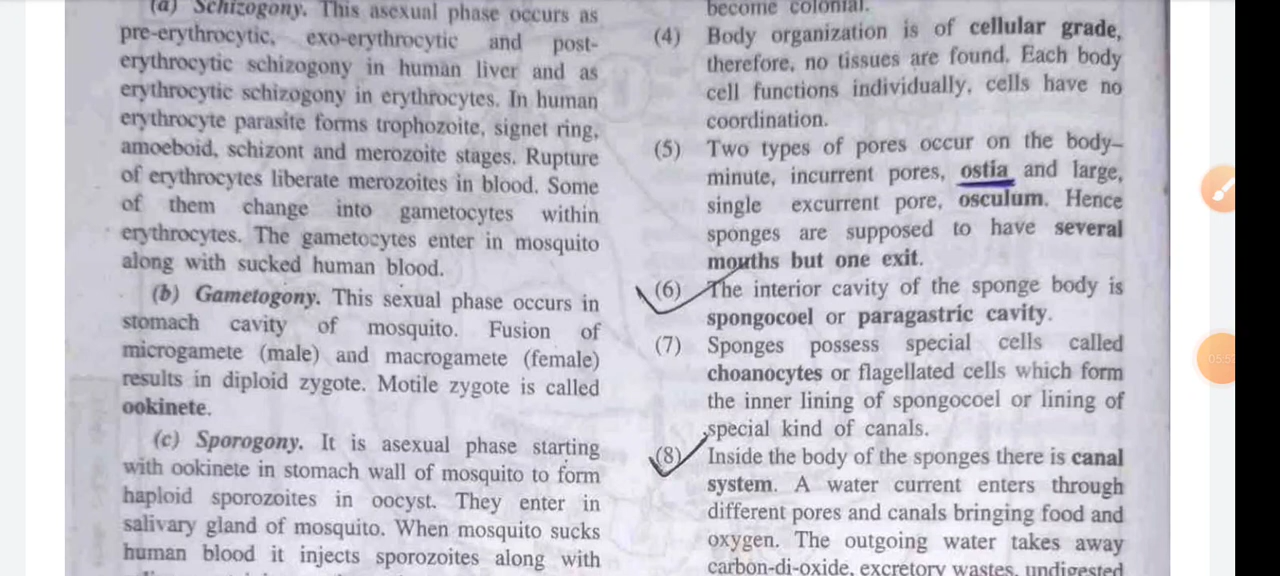 (a) Schizogony. This asexual phase occurs as
pre-erythrocytic, exo-erythrocytic and post-
erythrocytic schizogony in human liver and as
erythrocytic schizogony in erythrocytes. In human
erythrocyte parasite forms trophozoite, signet ring,
amoeboid, schizont and merozoite stages. Rupture
of erythrocytes liberate merozoites in blood. Some
of them change into gametocytes within
erythrocytes. The gametocytes enter in mosquito
along with sucked human blood.
(b) Gametogony. This sexual phase occurs in
stomach cavity of mosquito. Fusion of
microgamete (male) and macrogamete (female)
results in diploid zygote. Motile zygote is called
ookinete.
(c) Sporogony. It is asexual phase starting
with ookinete in stomach wall of mosquito to form
haploid sporozoites in oocyst. They enter in
salivary gland of mosquito. When mosquito sucks
human blood it injects sporozoites along with
become colonial.
(4) Body organization is of cellular grade,
therefore, no tissues are found. Each body
cell functions individually, cells have no
coordination.
(5) Two types of pores occur on the body–
minute, incurrent pores, ostia and large,
single excurrent pore, osculum. Hence
sponges are supposed to have several
mouths but one exit.
(6) The interior cavity of the sponge body is
spongocoel or paragastric cavity.
(7) Sponges possess special cells called
choanocytes or flagellated cells which form
the inner lining of spongocoel or lining of
special kind of canals.
(8) Inside the body of the sponges there is canal
system. A water current enters through
different pores and canals bringing food and
oxygen. The outgoing water takes away
carbon-di-oxide, excretory wastes, undigested